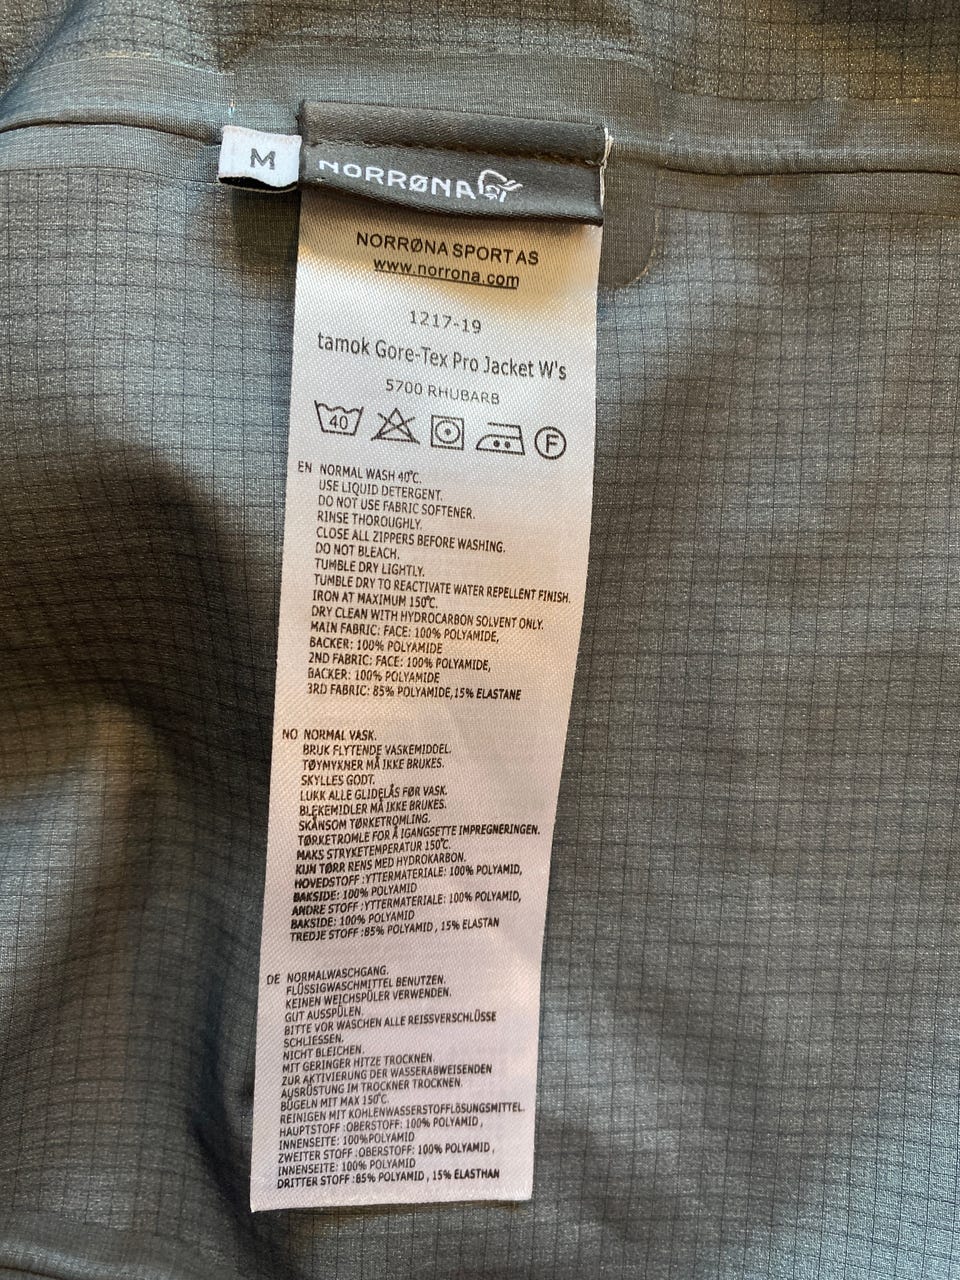 M
NORRØNA
NORRØNA SPORT AS
www.norrona.com
1217-19
tamok Gore-Tex Pro Jacket W's
5700 RHUBARB
40 F
EN NORMAL WASH 40°C.
USE LIQUID DETERGENT.
DO NOT USE FABRIC SOFTENER.
RINSE THOROUGHLY.
CLOSE ALL ZIPPERS BEFORE WASHING.
DO NOT BLEACH.
TUMBLE DRY LIGHTLY.
TUMBLE DRY TO REACTIVATE WATER REPELLENT FINISH.
IRON AT MAXIMUM 150°C.
DRY CLEAN WITH HYDROCARBON SOLVENT ONLY.
MAIN FABRIC: FACE: 100% POLYAMIDE,
BACKER: 100% POLYAMIDE
2ND FABRIC: FACE: 100% POLYAMIDE,
BACKER: 100% POLYAMIDE
3RD FABRIC: 85% POLYAMIDE,15% ELASTANE
NO NORMAL VASK.
BRUK FLYTENDE VASKEMIDDEL.
TØYMYKNER MÅ IKKE BRUKES.
SKYLLES GODT.
LUKK ALLE GLIDELÅS FØR VASK.
BLEKEMIDLER MÅ IKKE BRUKES.
SKÅNSOM TØRKETROMLING.
TØRKETROMLE FOR Å IGANGSETTE IMPREGNERINGEN.
MAKS STRYKETEMPERATUR 150°C.
KUN TØRR RENS MED HYDROKARBON.
HOVEDSTOFF :YTTERMATERIALE: 100% POLYAMID,
BAKSIDE: 100% POLYAMID
ANDRE STOFF :YTTERMATERIALE: 100% POLYAMID,
BAKSIDE: 100% POLYAMID
TREDJE STOFF :85% POLYAMID , 15% ELASTAN
DE NORMALWASCHGANG.
FLÜSSIGWASCHMITTEL BENUTZEN.
KEINEN WEICHSPÜLER VERWENDEN.
GUT AUSSPÜLEN.
BITTE VOR WASCHEN ALLE REISSVERSCHLÜSSE
SCHLIESSEN.
NICHT BLEICHEN.
MIT GERINGER HITZE TROCKNEN.
ZUR AKTIVIERUNG DER WASSERABWEISENDEN
AUSRÜSTUNG IM TROCKNER TROCKNEN.
BÜGELN MIT MAX 150°C.
REINIGEN MIT KOHLENWASSERSTOFFLÖSUNGSMITTEL.
HAUPTSTOFF :OBERSTOFF: 100% POLYAMID ,
INNENSEITE: 100%POLYAMID
ZWEITER STOFF :OBERSTOFF: 100% POLYAMID ,
INNENSEITE: 100% POLYAMID
DRITTER STOFF :85% POLYAMID , 15% ELASTHAN